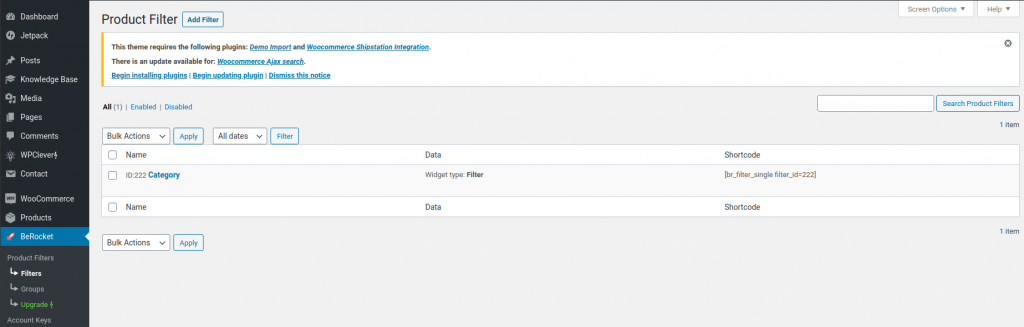 Dashboard
Jetpack
Posts
Knowledge Base
Media
Pages
Comments
WPClever
Contact
WooCommerce
Products
BeRocket
Product Filters
Filters
Groups
Upgrade
Account Keys
Screen Options Help
Product Filter Add Filter
This theme requires the following plugins: Demo Import and Woocommerce Shipstation Integration.
There is an update available for: Woocommerce Ajax search.
Begin installing plugins | Begin updating plugin | Dismiss this notice
All (1) | Enabled | Disabled
Search Product Filters
1 item
Bulk Actions Apply All dates Filter
Name Data Shortcode
ID:222 Category Widget type: Filter [br_filter_single filter_id=222]
Name Data Shortcode
1 item
Bulk Actions Apply